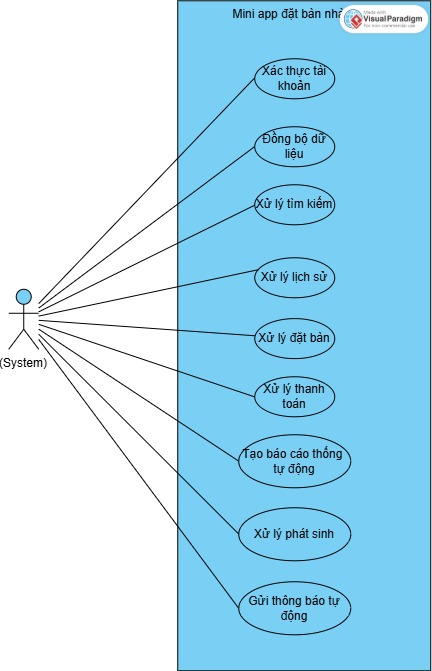 Mini app đặt bàn nhà
Made with
VisualParadigm
For non-commercial use
Xác thực tài
khoản
Đồng bộ dữ
liệu
Xử lý tìm kiếm
Xử lý lịch sử
(System)
Xử lý đặt bàn
Xử lý thanh
toán
Tạo báo cáo thống
tự động
Xử lý phát sinh
Gửi thông báo tự
động